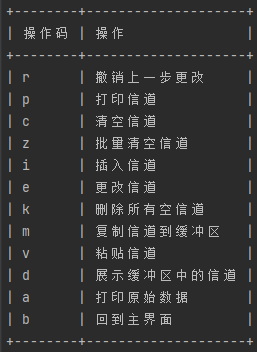 操作码 操作
r 撤销上一步更改
p 打印信道
c 清空信道
z 批量清空信道
i 插入信道
e 更改信道
k 删除所有空信道
m 复制信道到缓冲区
v 粘贴信道
d 展示缓冲区中的信道
a 打印原始数据
b 回到主界面